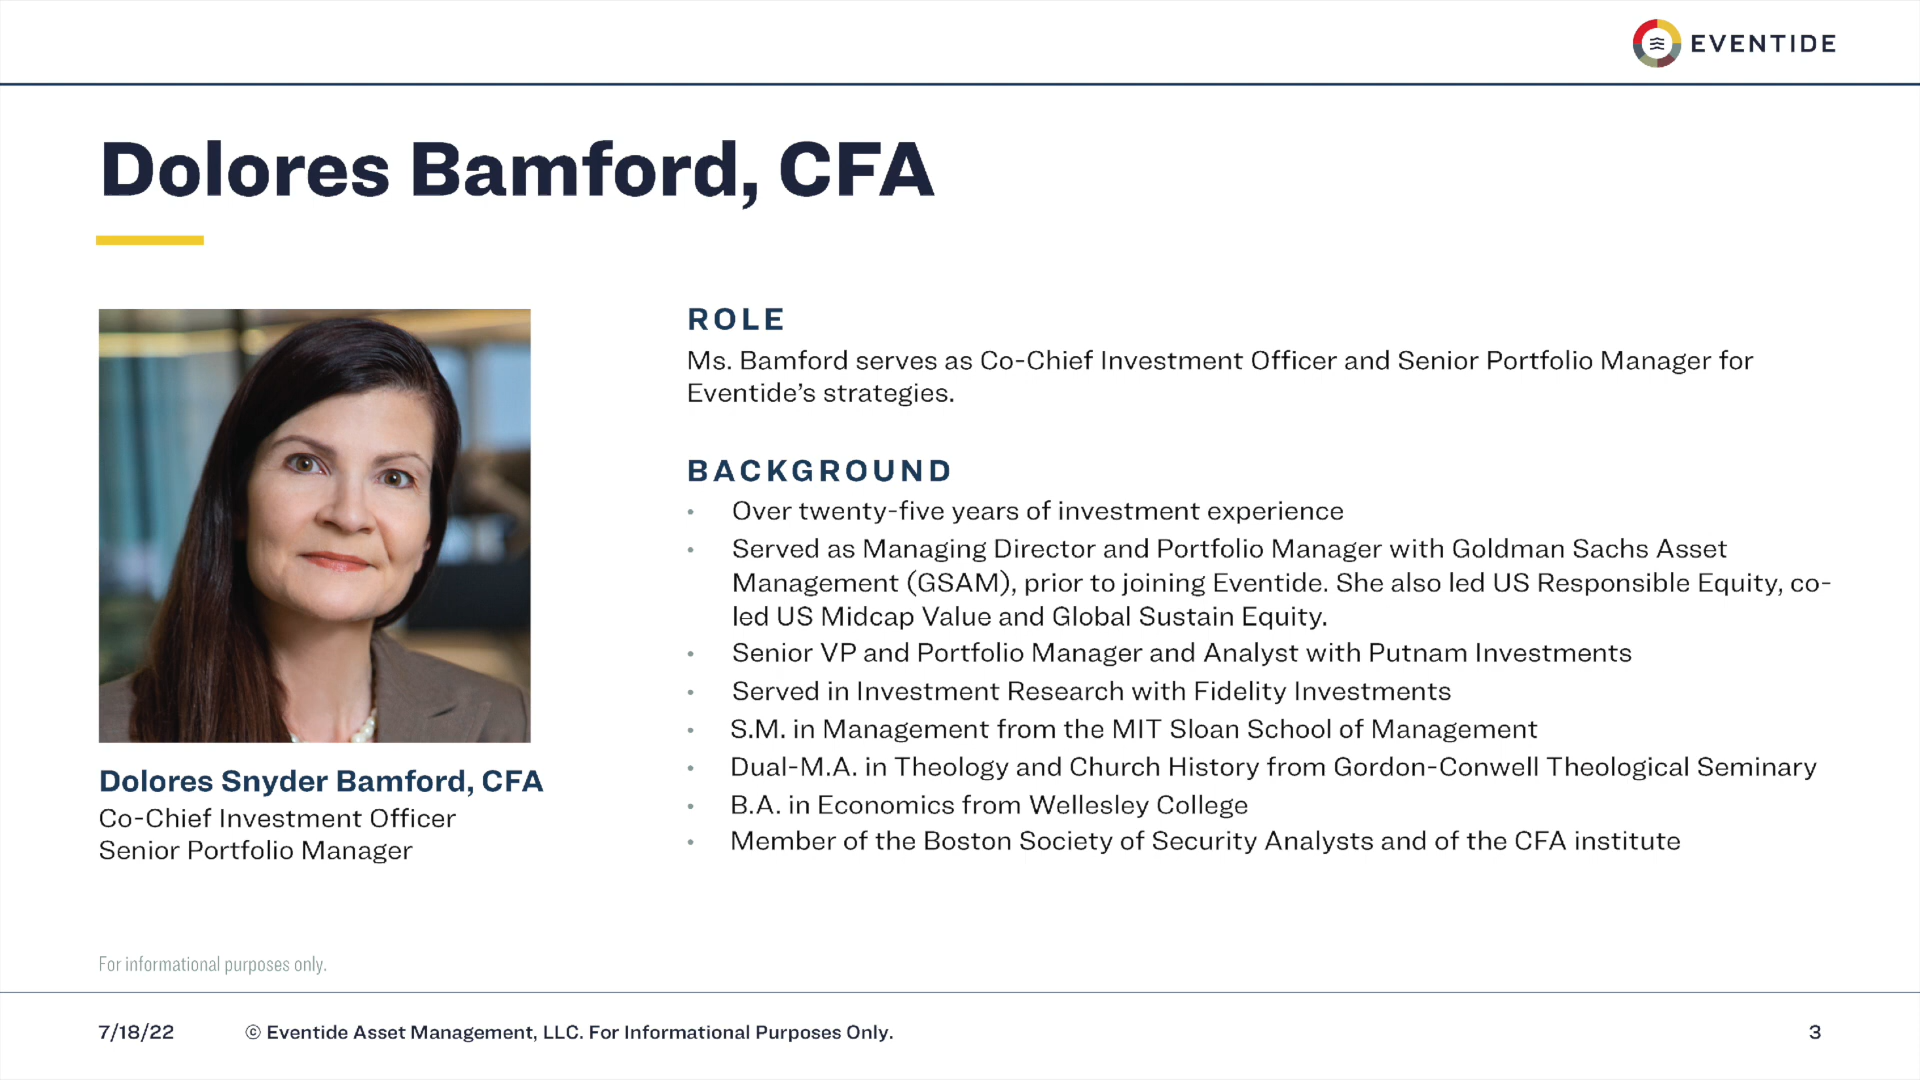 EVENTIDE
Dolores Bamford, CFA
Dolores Snyder Bamford, CFA
Co-Chief Investment Officer
Senior Portfolio Manager
ROLE
Ms. Bamford serves as Co-Chief Investment Officer and Senior Portfolio Manager for
Eventide’s strategies.
BACKGROUND
• Over twenty-five years of investment experience
• Served as Managing Director and Portfolio Manager with Goldman Sachs Asset
Management (GSAM), prior to joining Eventide. She also led US Responsible Equity, co-
led US Midcap Value and Global Sustain Equity.
• Senior VP and Portfolio Manager and Analyst with Putnam Investments
• Served in Investment Research with Fidelity Investments
• S.M. in Management from the MIT Sloan School of Management
• Dual-M.A. in Theology and Church History from Gordon-Conwell Theological Seminary
• B.A. in Economics from Wellesley College
• Member of the Boston Society of Security Analysts and of the CFA institute
For informational purposes only.
7/18/22 © Eventide Asset Management, LLC. For Informational Purposes Only. 3